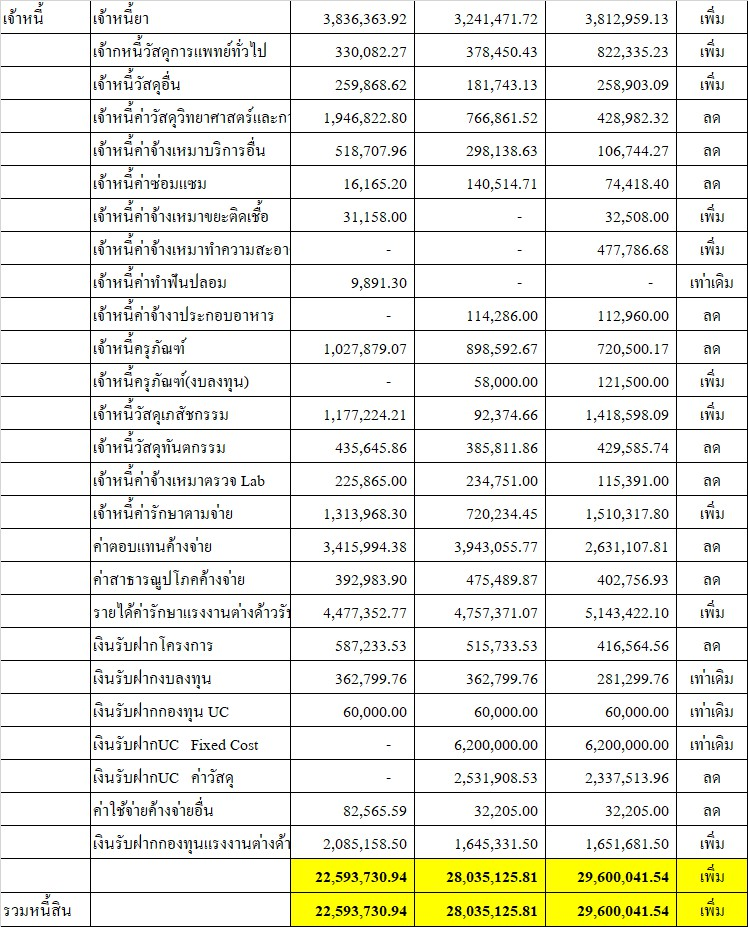 เจ้าหนี้ เจ้าหนี้ยา 3,836,363.92 3,241,471.72 3,812,959.13 เพิ่ม
เจ้ากหนี้วัสดุการแพทย์ทั่วไป 330,082.27 378,450.43 822,335.23 เพิ่ม
เจ้าหนี้วัสดุอื่น 259,868.62 181,743.13 258,903.09 เพิ่ม
เจ้าหนี้ค่าวัสดุวิทยาศาสตร์และกา 1,946,822.80 766,861.52 428,982.32 ลด
เจ้าหนี้ค่าจ้างเหมาบริการอื่น 518,707.96 298,138.63 106,744.27 ลด
เจ้าหนี้ค่าซ่อมแซม 16,165.20 140,514.71 74,418.40 ลด
เจ้าหนี้ค่าจ้างเหมาขยะติดเชื้อ 31,158.00 - 32,508.00 เพิ่ม
เจ้าหนี้ค่าจ้างเหมาทำความสะอา - - 477,786.68 เพิ่ม
เจ้าหนี้ค่าทำฟันปลอม 9,891.30 - - เท่าเดิม
เจ้าหนี้ค่าจ้างาประกอบอาหาร - 114,286.00 112,960.00 ลด
เจ้าหนี้ครุภัณฑ์ 1,027,879.07 898,592.67 720,500.17 ลด
เจ้าหนี้ครุภัณฑ์(งบลงทุน) - 58,000.00 121,500.00 เพิ่ม
เจ้าหนี้วัสดุเภสัชกรรม 1,177,224.21 92,374.66 1,418,598.09 เพิ่ม
เจ้าหนี้วัสดุทันตกรรม 435,645.86 385,811.86 429,585.74 ลด
เจ้าหนี้ค่าจ้างเหมาตรวจ Lab 225,865.00 234,751.00 115,391.00 ลด
เจ้าหนี้ค่ารักษาตามจ่าย 1,313,968.30 720,234.45 1,510,317.80 เพิ่ม
ค่าตอบแทนค้างจ่าย 3,415,994.38 3,943,055.77 2,631,107.81 ลด
ค่าสาธารณูปโภคค้างจ่าย 392,983.90 475,489.87 402,756.93 ลด
รายได้ค่ารักษาแรงงานต่างด้าวรับ 4,477,352.77 4,757,371.07 5,143,422.10 เพิ่ม
เงินรับฝากโครงการ 587,233.53 515,733.53 416,564.56 ลด
เงินรับฝากงบลงทุน 362,799.76 362,799.76 281,299.76 เท่าเดิม
เงินรับฝากกองทุน UC 60,000.00 60,000.00 60,000.00 เท่าเดิม
เงินรับฝากUC Fixed Cost - 6,200,000.00 6,200,000.00 เท่าเดิม
เงินรับฝากUC ค่าวัสดุ - 2,531,908.53 2,337,513.96 ลด
ค่าใช้จ่ายค้างจ่ายอื่น 82,565.59 32,205.00 32,205.00 ลด
เงินรับฝากกองทุนแรงงานต่างด้า 2,085,158.50 1,645,331.50 1,651,681.50 เพิ่ม
22,593,730.94 28,035,125.81 29,600,041.54 เพิ่ม
รวมหนี้สิน 22,593,730.94 28,035,125.81 29,600,041.54 เพิ่ม